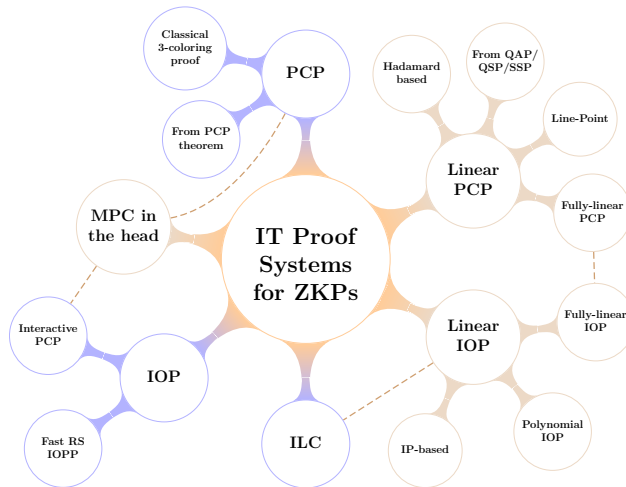 Classical
3-coloring
proof
PCP
From PCP
theorem
Hadamard
based
From QAP/
QSP/SSP
Line-Point
Linear
PCP
Fully-linear
PCP
MPC in
the head
IT Proof
Systems
for ZKPs
Interactive
PCP
IOP
Fast RS
IOPP
ILC
Linear
IOP
Fully-linear
IOP
IP-based
Polynomial
IOP